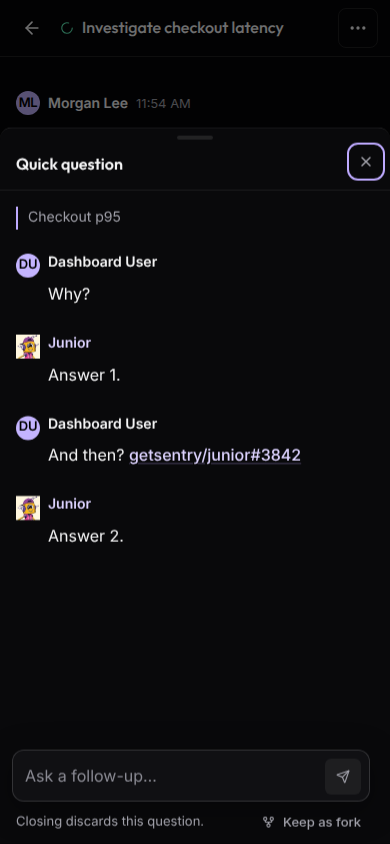 Investigate checkout latency
ML Morgan Lee 11:54 AM
Quick question
Checkout p95
DU Dashboard User
Why?
Junior
Answer 1.
DU Dashboard User
And then? getsentry/junior#3842
Junior
Answer 2.
Ask a follow-up...
Closing discards this question. Keep as fork